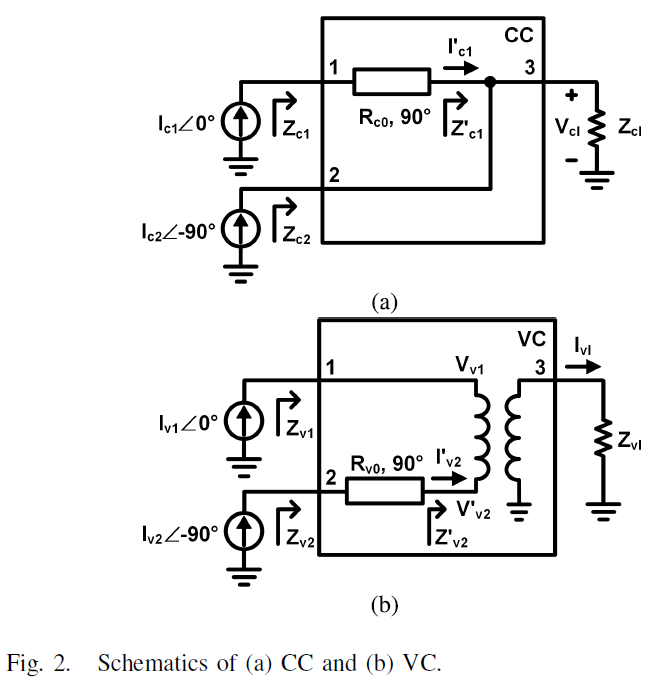 CC
I'c1
1
3
Ic1∠0°
Zc1
Rc0, 90°
Z'c1
+
Vcl
−
Zcl
2
Ic2∠-90°
Zc2
(a)
VC
Ivl
1
Vv1
3
Iv1∠0°
Zv1
Zvl
2
Rv0, 90°
I'v2
Iv2∠-90°
Zv2
Z'v2
V'v2
(b)
Fig. 2. Schematics of (a) CC and (b) VC.